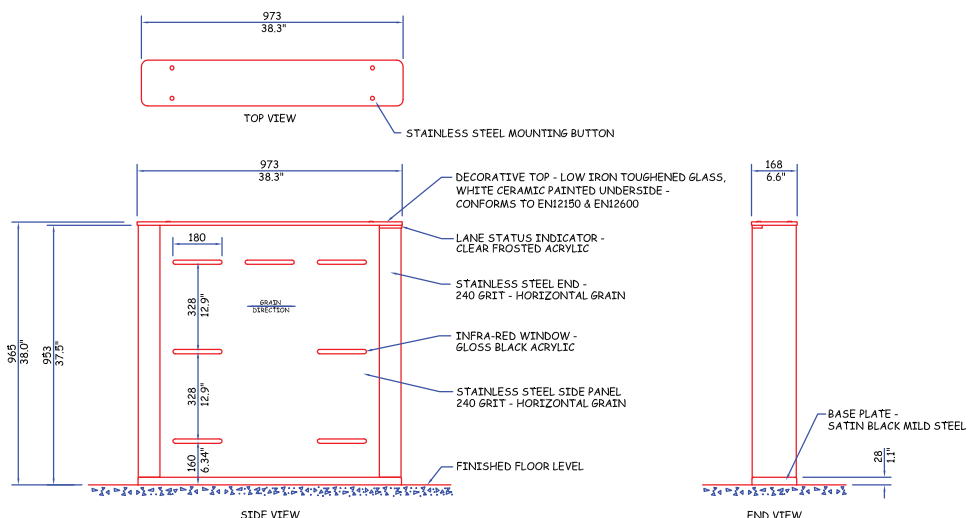 973
38.3"
TOP VIEW
STAINLESS STEEL MOUNTING BUTTON
973
38.3"
168
6.6"
DECORATIVE TOP - LOW IRON TOUGHENED GLASS,
WHITE CERAMIC PAINTED UNDERSIDE -
CONFORMS TO EN12150 & EN12600
LANE STATUS INDICATOR -
CLEAR FROSTED ACRYLIC
180
STAINLESS STEEL END -
240 GRIT - HORIZONTAL GRAIN
GRAIN
DIRECTION
328
12.9"
INFRA-RED WINDOW -
GLOSS BLACK ACRYLIC
965
38.0"
953
37.5"
328
12.9"
STAINLESS STEEL SIDE PANEL
240 GRIT - HORIZONTAL GRAIN
BASE PLATE -
SATIN BLACK MILD STEEL
160
6.34"
28
1.1"
FINISHED FLOOR LEVEL
SIDE VIEW
END VIEW